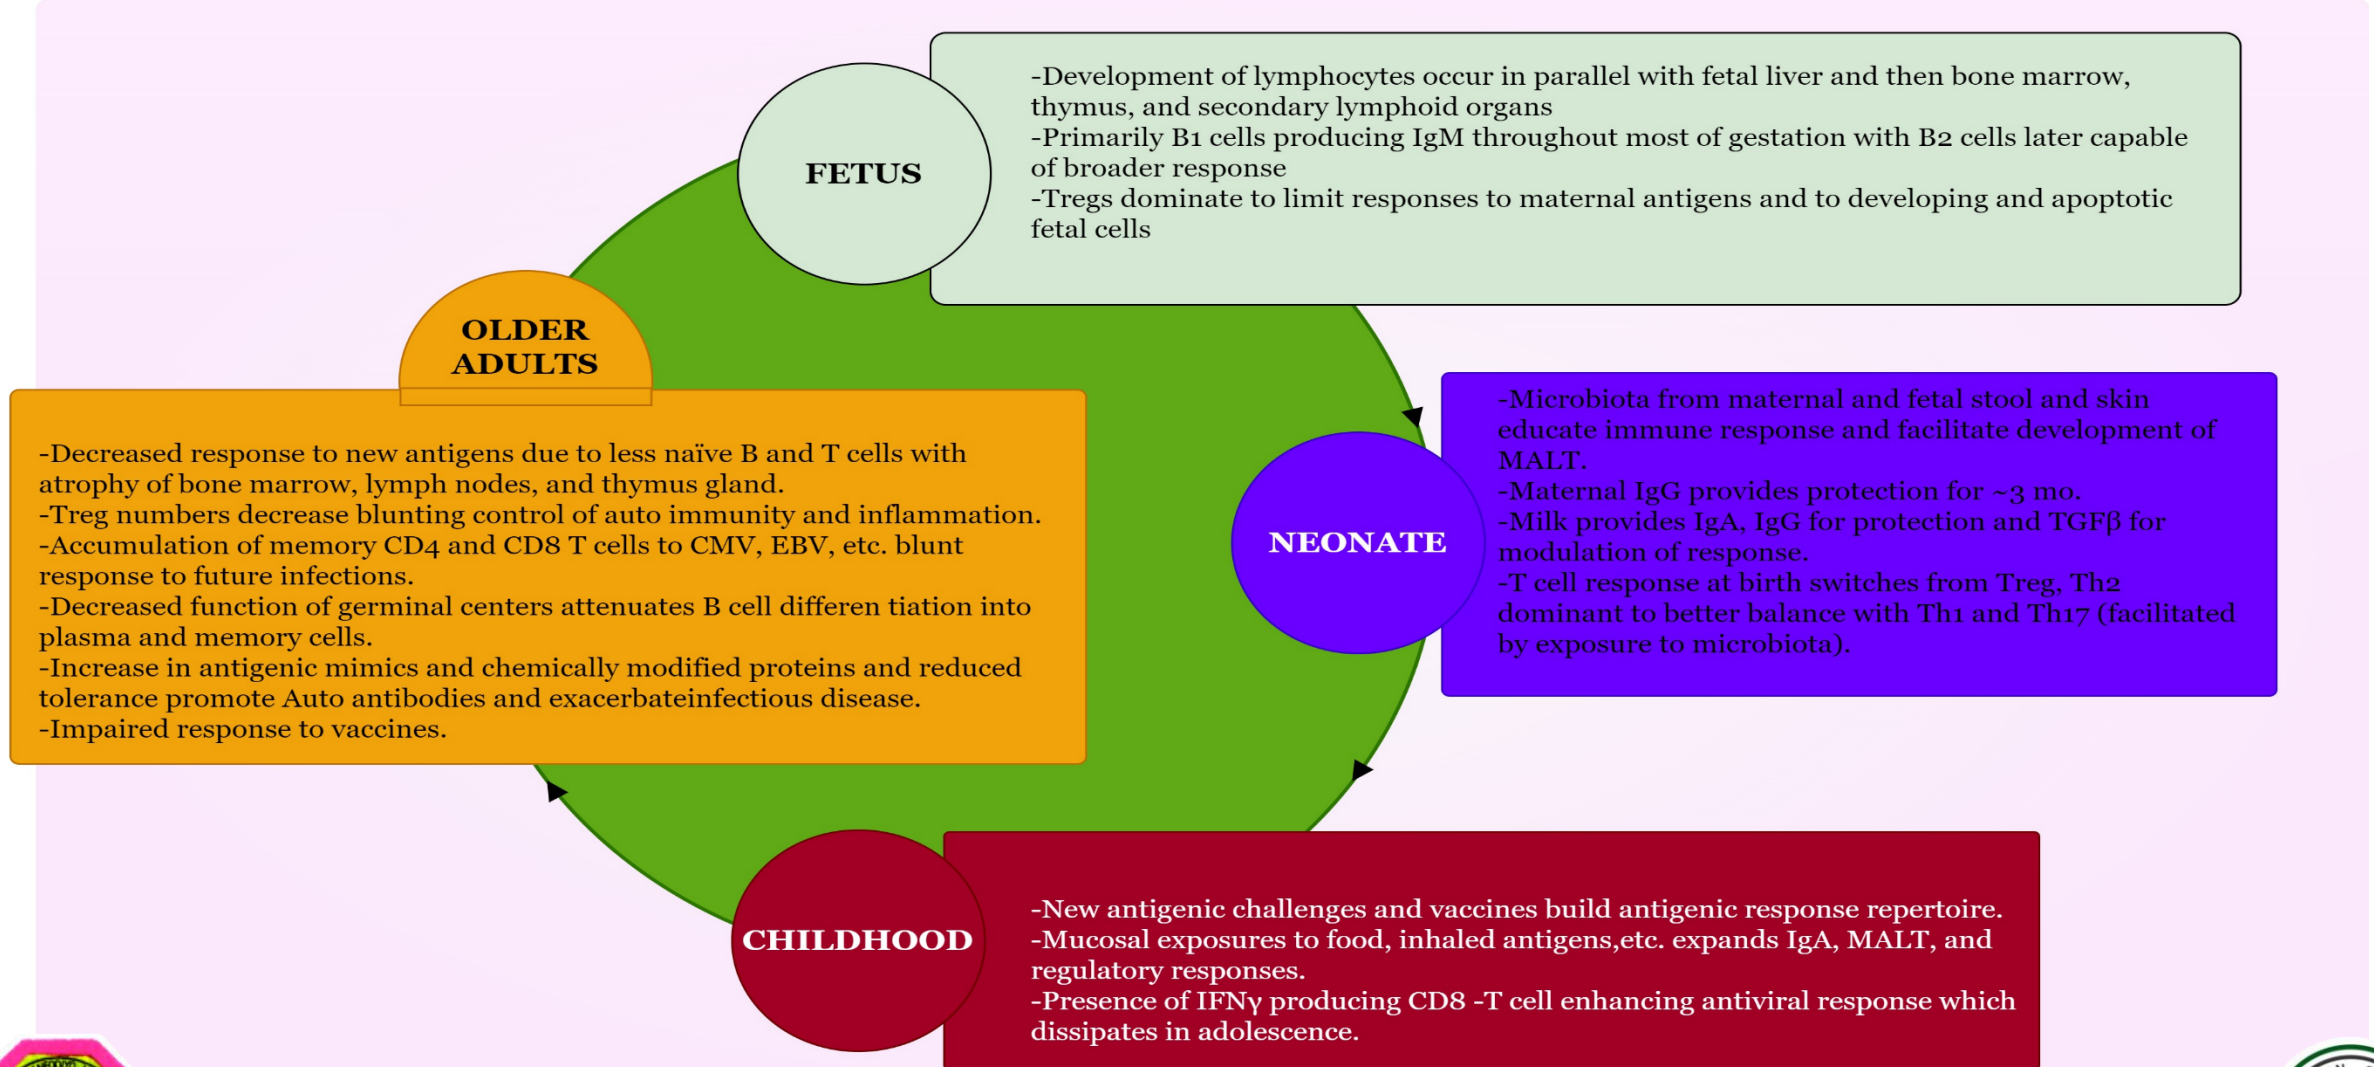 FETUS
-Development of lymphocytes occur in parallel with fetal liver and then bone marrow,
thymus, and secondary lymphoid organs
-Primarily B1 cells producing IgM throughout most of gestation with B2 cells later capable
of broader response
-Tregs dominate to limit responses to maternal antigens and to developing and apoptotic
fetal cells
NEONATE
-Microbiota from maternal and fetal stool and skin
educate immune response and facilitate development of
MALT.
-Maternal IgG provides protection for ~3 mo.
-Milk provides IgA, IgG for protection and TGFβ for
modulation of response.
-T cell response at birth switches from Treg, Th2
dominant to better balance with Th1 and Th17 (facilitated
by exposure to microbiota).
CHILDHOOD
-New antigenic challenges and vaccines build antigenic response repertoire.
-Mucosal exposures to food, inhaled antigens,etc. expands IgA, MALT, and
regulatory responses.
-Presence of IFNγ producing CD8 -T cell enhancing antiviral response which
dissipates in adolescence.
OLDER
ADULTS
-Decreased response to new antigens due to less naïve B and T cells with
atrophy of bone marrow, lymph nodes, and thymus gland.
-Treg numbers decrease blunting control of auto immunity and inflammation.
-Accumulation of memory CD4 and CD8 T cells to CMV, EBV, etc. blunt
response to future infections.
-Decreased function of germinal centers attenuates B cell differen tiation into
plasma and memory cells.
-Increase in antigenic mimics and chemically modified proteins and reduced
tolerance promote Auto antibodies and exacerbateinfectious disease.
-Impaired response to vaccines.